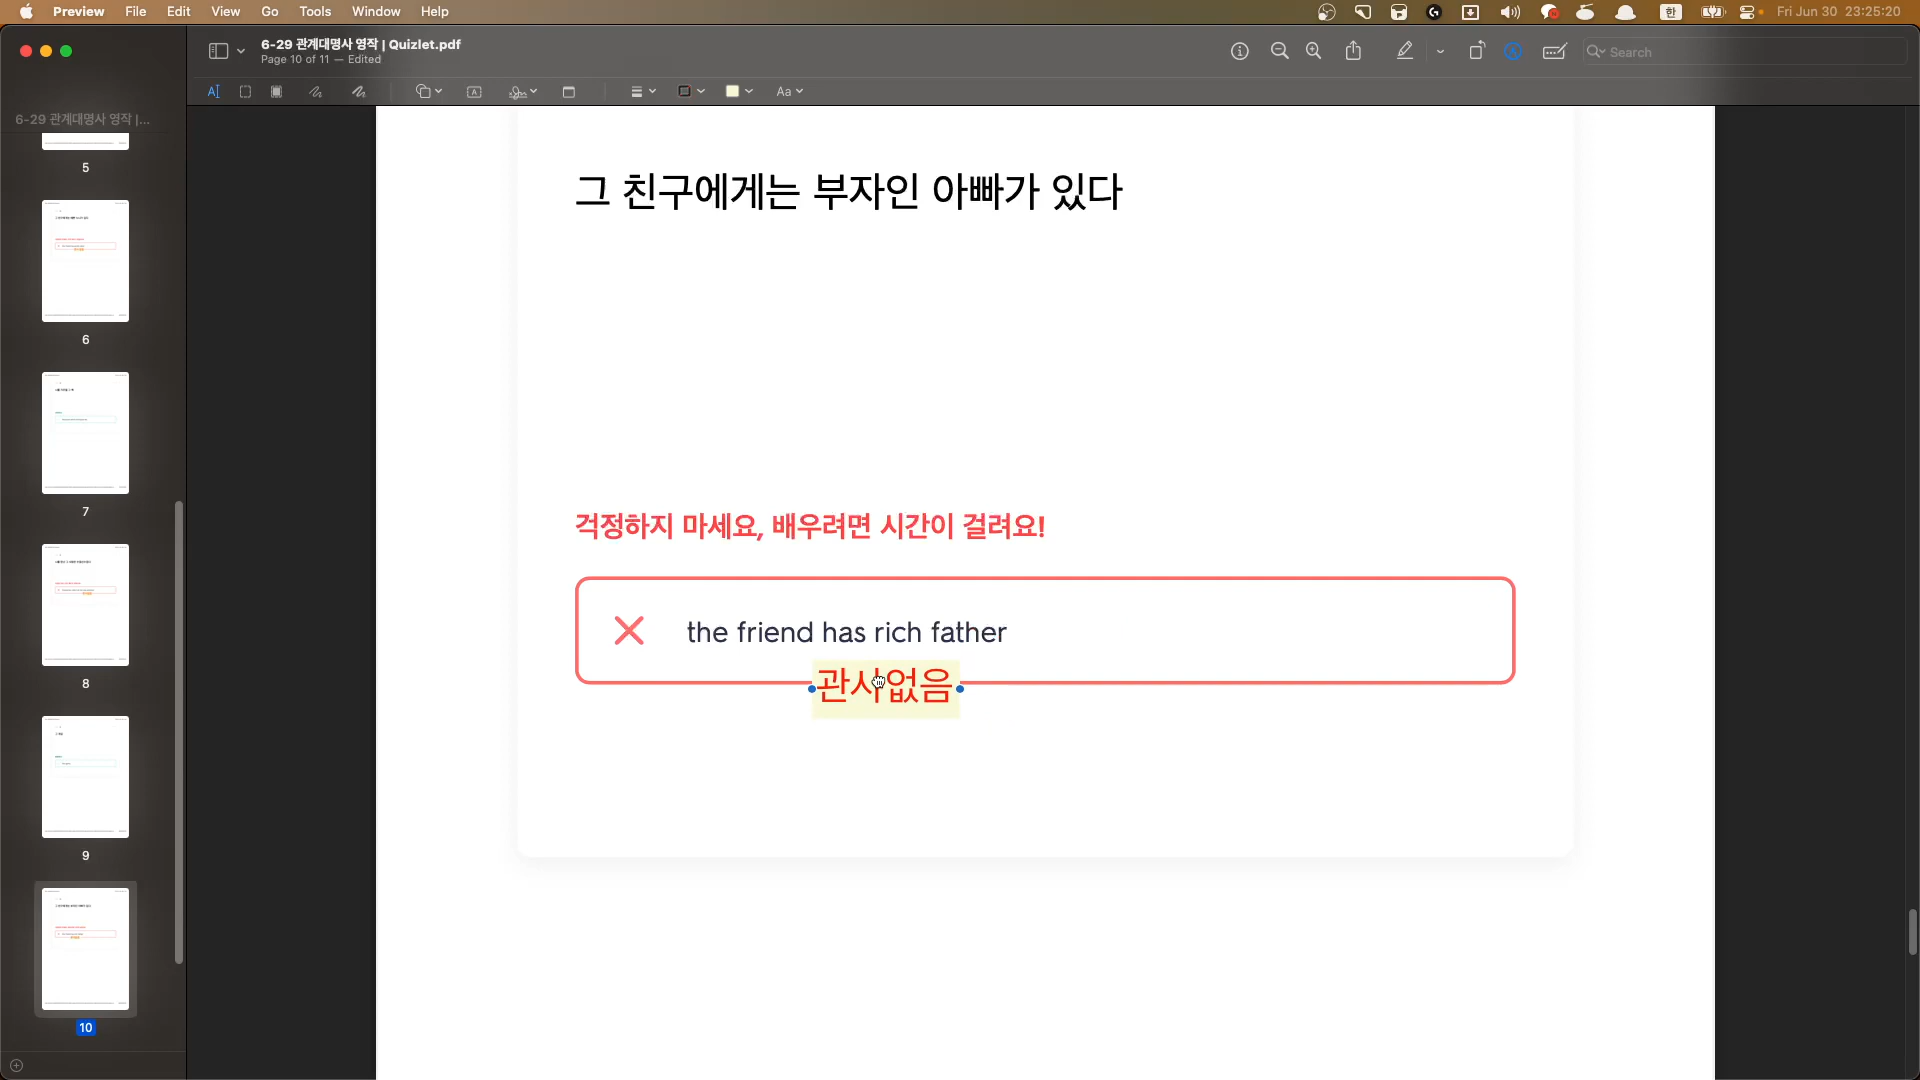 Preview File Edit View Go Tools Window Help
한
Fri Jun 30 23:25:20
6-29 관계대명사 영작 | Quizlet.pdf
Page 10 of 11 — Edited
Search
Aa
6-29 관계대명사 영작 |...
5
6
7
8
9
10
그 친구에게는 부자인 아빠가 있다
걱정하지 마세요, 배우려면 시간이 걸려요!
the friend has rich father
관사없음